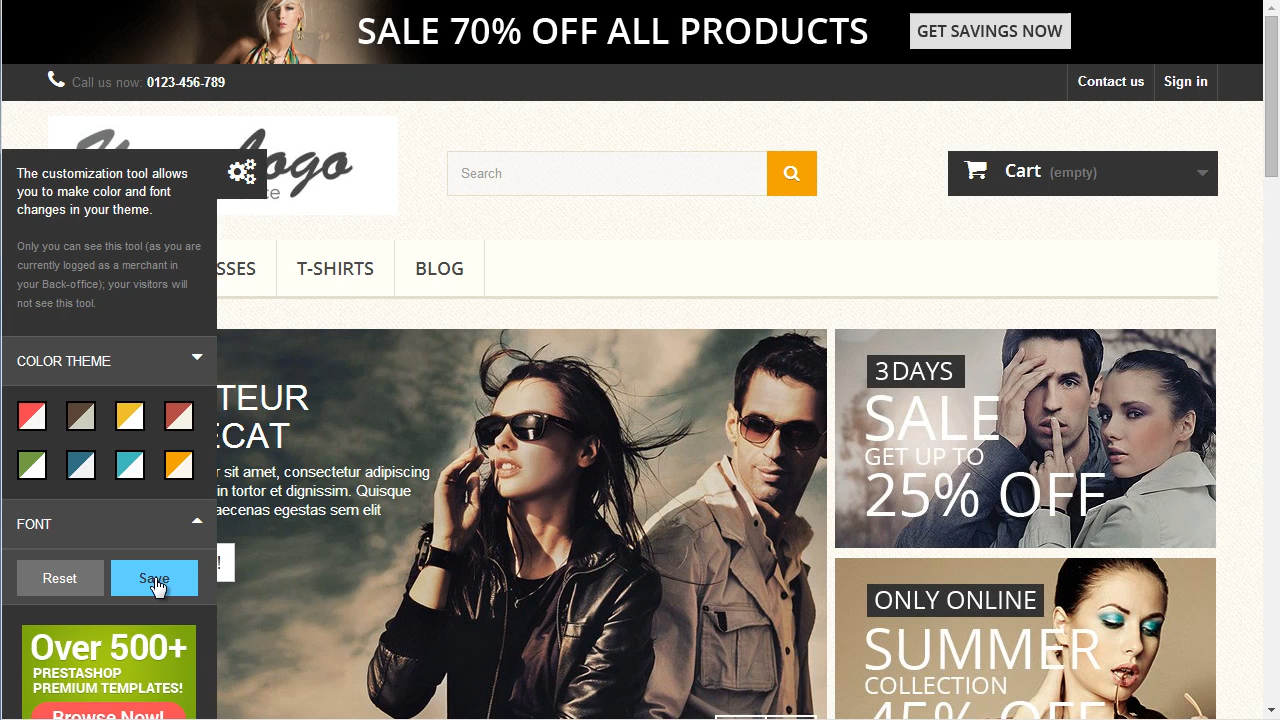 SALE 70% OFF ALL PRODUCTS
GET SAVINGS NOW
Call us now: 0123-456-789
Contact us
Sign in
logo
Search
Cart (empty)
The customization tool allows
you to make color and font
changes in your theme.
Only you can see this tool (as you are
currently logged as a merchant in
your Back-office); your visitors will
not see this tool.
SSES
T-SHIRTS
BLOG
COLOR THEME
FONT
Reset
Save
Over 500+
PRESTASHOP
PREMIUM TEMPLATES!
Browse Now!
TEUR
ECAT
r sit amet, consectetur adipiscing
in tortor et dignissim. Quisque
aecenas egestas sem elit
!
3 DAYS
SALE
GET UP TO
25% OFF
ONLY ONLINE
SUMMER
COLLECTION
45% OFF